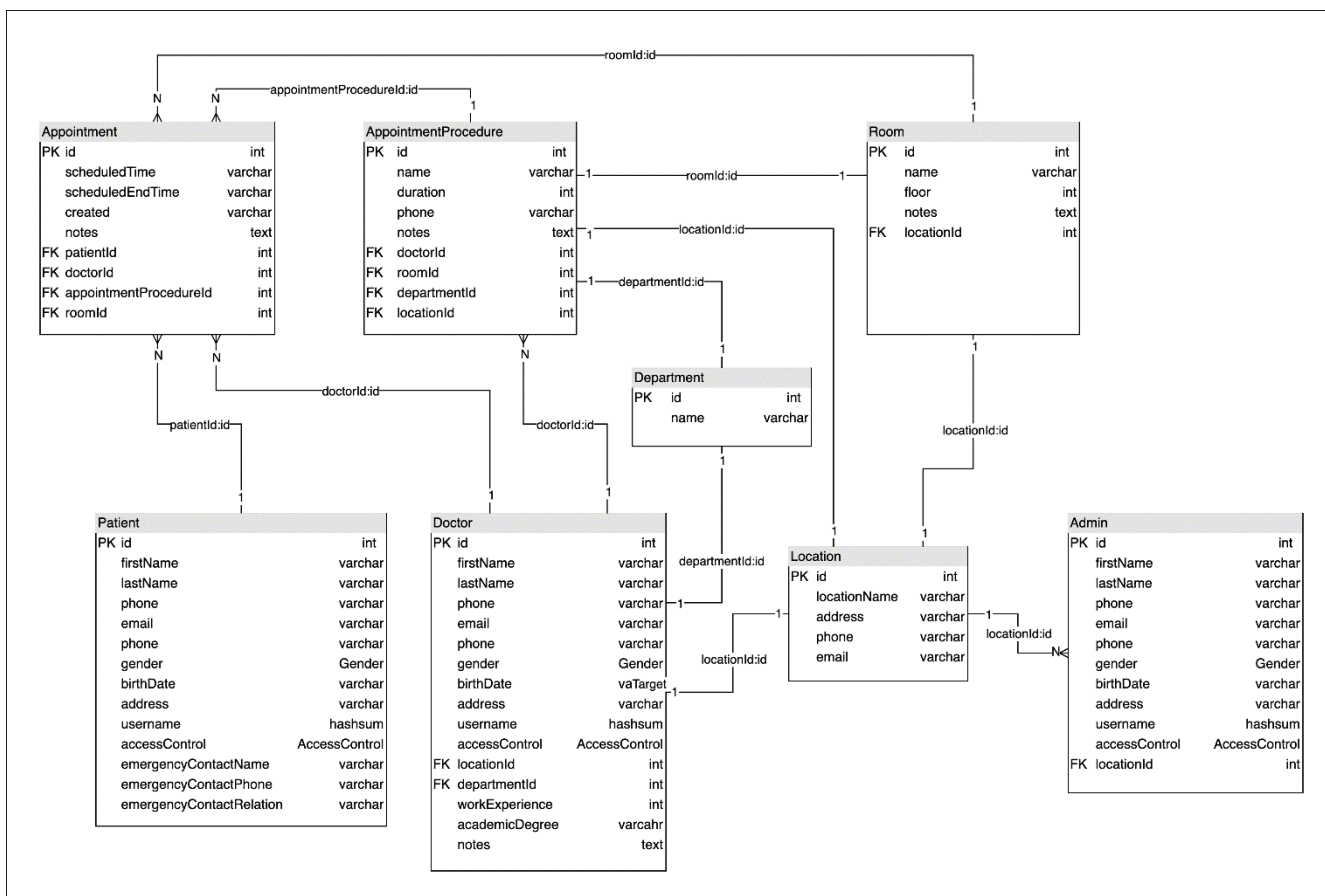 roomId:id
appointmentProcedureId:id
N
N
1
1
Appointment
PK id int
scheduledTime varchar
scheduledEndTime varchar
created varchar
notes text
FK patientId int
FK doctorId int
FK appointmentProcedureId int
FK roomId int
AppointmentProcedure
PK id int
name varchar
duration int
phone varchar
notes text
FK doctorId int
FK roomId int
FK departmentId int
FK locationId int
Room
PK id int
name varchar
floor int
notes text
FK locationId int
1 roomId:id 1
1 locationId:id
1 departmentId:id
1
N
N
N
1
Department
PK id int
name varchar
doctorId:id
patientId:id
doctorId:id
locationId:id
1
1
1
1
1
1
Patient
PK id int
firstName varchar
lastName varchar
phone varchar
email varchar
phone varchar
gender Gender
birthDate varchar
address varchar
username hashsum
accessControl AccessControl
emergencyContactName varchar
emergencyContactPhone varchar
emergencyContactRelation varchar
Doctor
PK id int
firstName varchar
lastName varchar
phone varchar
email varchar
phone varchar
gender Gender
birthDate vaTarget
address varchar
username hashsum
accessControl AccessControl
FK locationId int
FK departmentId int
workExperience int
academicDegree varcahr
notes text
departmentId:id
1
1
locationId:id
1
Location
PK id int
locationName varchar
address varchar
phone varchar
email varchar
1
locationId:id
N
Admin
PK id int
firstName varchar
lastName varchar
phone varchar
email varchar
phone varchar
gender Gender
birthDate varchar
address varchar
username hashsum
accessControl AccessControl
FK locationId int